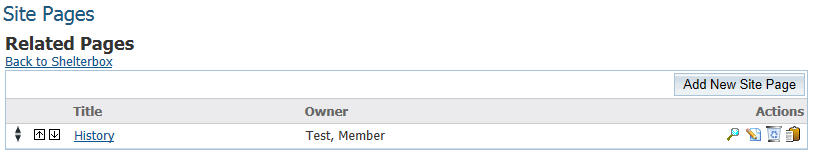 Site Pages
Related Pages
Back to Shelterbox
Add New Site Page
Title Owner Actions
History Test, Member